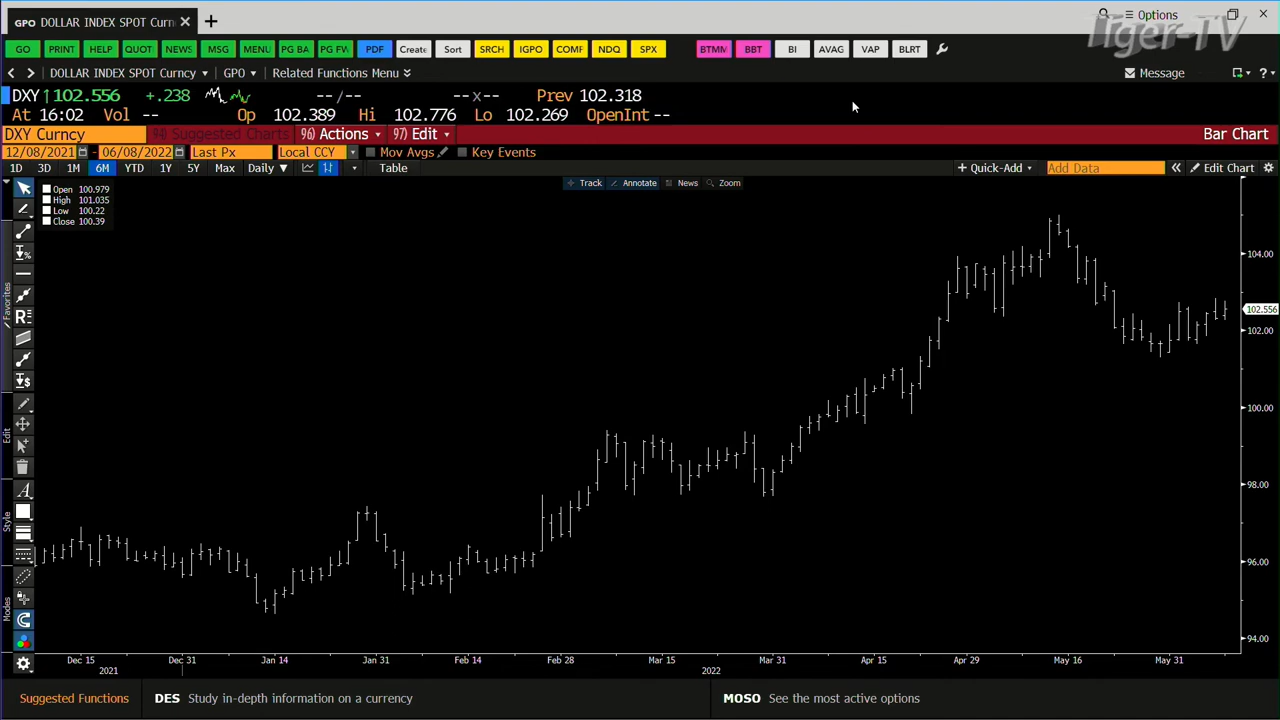 GPO DOLLAR INDEX SPOT Curn
Options
Tiger-TV
GO PRINT HELP QUOT NEWS MSG MENU PG BA PG FV PDF Create Sort SRCH IGPO COMF NDQ SPX BTMM BBT BI AVAG VAP BLRT
DOLLAR INDEX SPOT Curncy GPO Related Functions Menu Message ?
DXY ↑102.556 +.238 --/-- --x-- Prev 102.318
At 16:02 Vol -- Op 102.389 Hi 102.776 Lo 102.269 OpenInt --
DXY Curncy 94) Suggested Charts 96) Actions 97) Edit Bar Chart
12/08/2021 - 06/08/2022 Last Px Local CCY Mov Avgs Key Events
1D 3D 1M 6M YTD 1Y 5Y Max Daily Table + Quick-Add Add Data « Edit Chart
Track Annotate News Zoom
Open 100.979
High 101.035
Low 100.22
Close 100.39
Favorites
Edit
Style
Modes
104.00
102.556
102.00
100.00
98.00
96.00
94.00
Dec 15 Dec 31 Jan 14 Jan 31 Feb 14 Feb 28 Mar 15 Mar 31 Apr 15 Apr 29 May 16 May 31
2021 2022
Suggested Functions DES Study in-depth information on a currency MOSO See the most active options